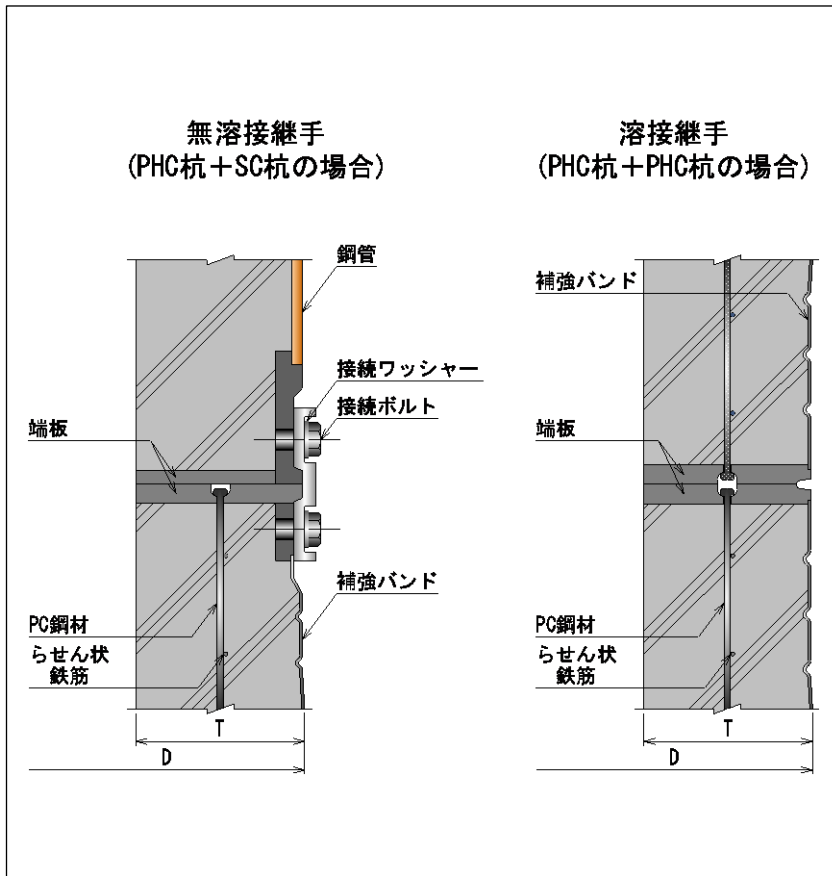 無溶接継手
(PHC杭＋SC杭の場合)
鋼管
接続ワッシャー
接続ボルト
端板
補強バンド
PC鋼材
らせん状
鉄筋
T
D
溶接継手
(PHC杭＋PHC杭の場合)
補強バンド
端板
PC鋼材
らせん状
鉄筋
T
D